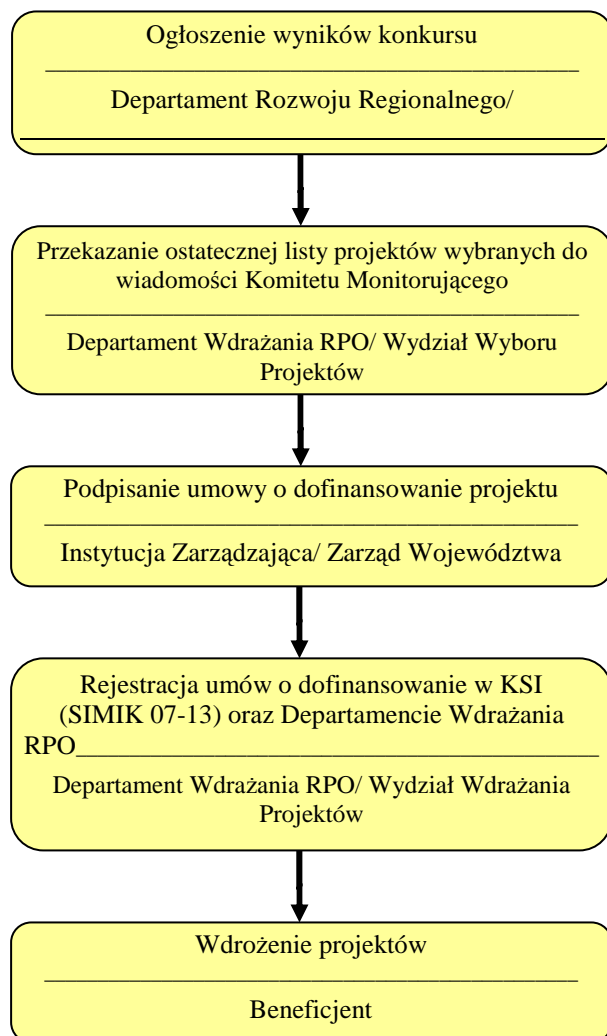 Ogłoszenie wyników konkursu
Departament Rozwoju Regionalnego/
Przekazanie ostatecznej listy projektów wybranych do
wiadomości Komitetu Monitorującego
Departament Wdrażania RPO/ Wydział Wyboru
Projektów
Podpisanie umowy o dofinansowanie projektu
Instytucja Zarządzająca/ Zarząd Województwa
Rejestracja umów o dofinansowanie w KSI
(SIMIK 07-13) oraz Departamencie Wdrażania
RPO
Departament Wdrażania RPO/ Wydział Wdrażania
Projektów
Wdrożenie projektów
Beneficjent